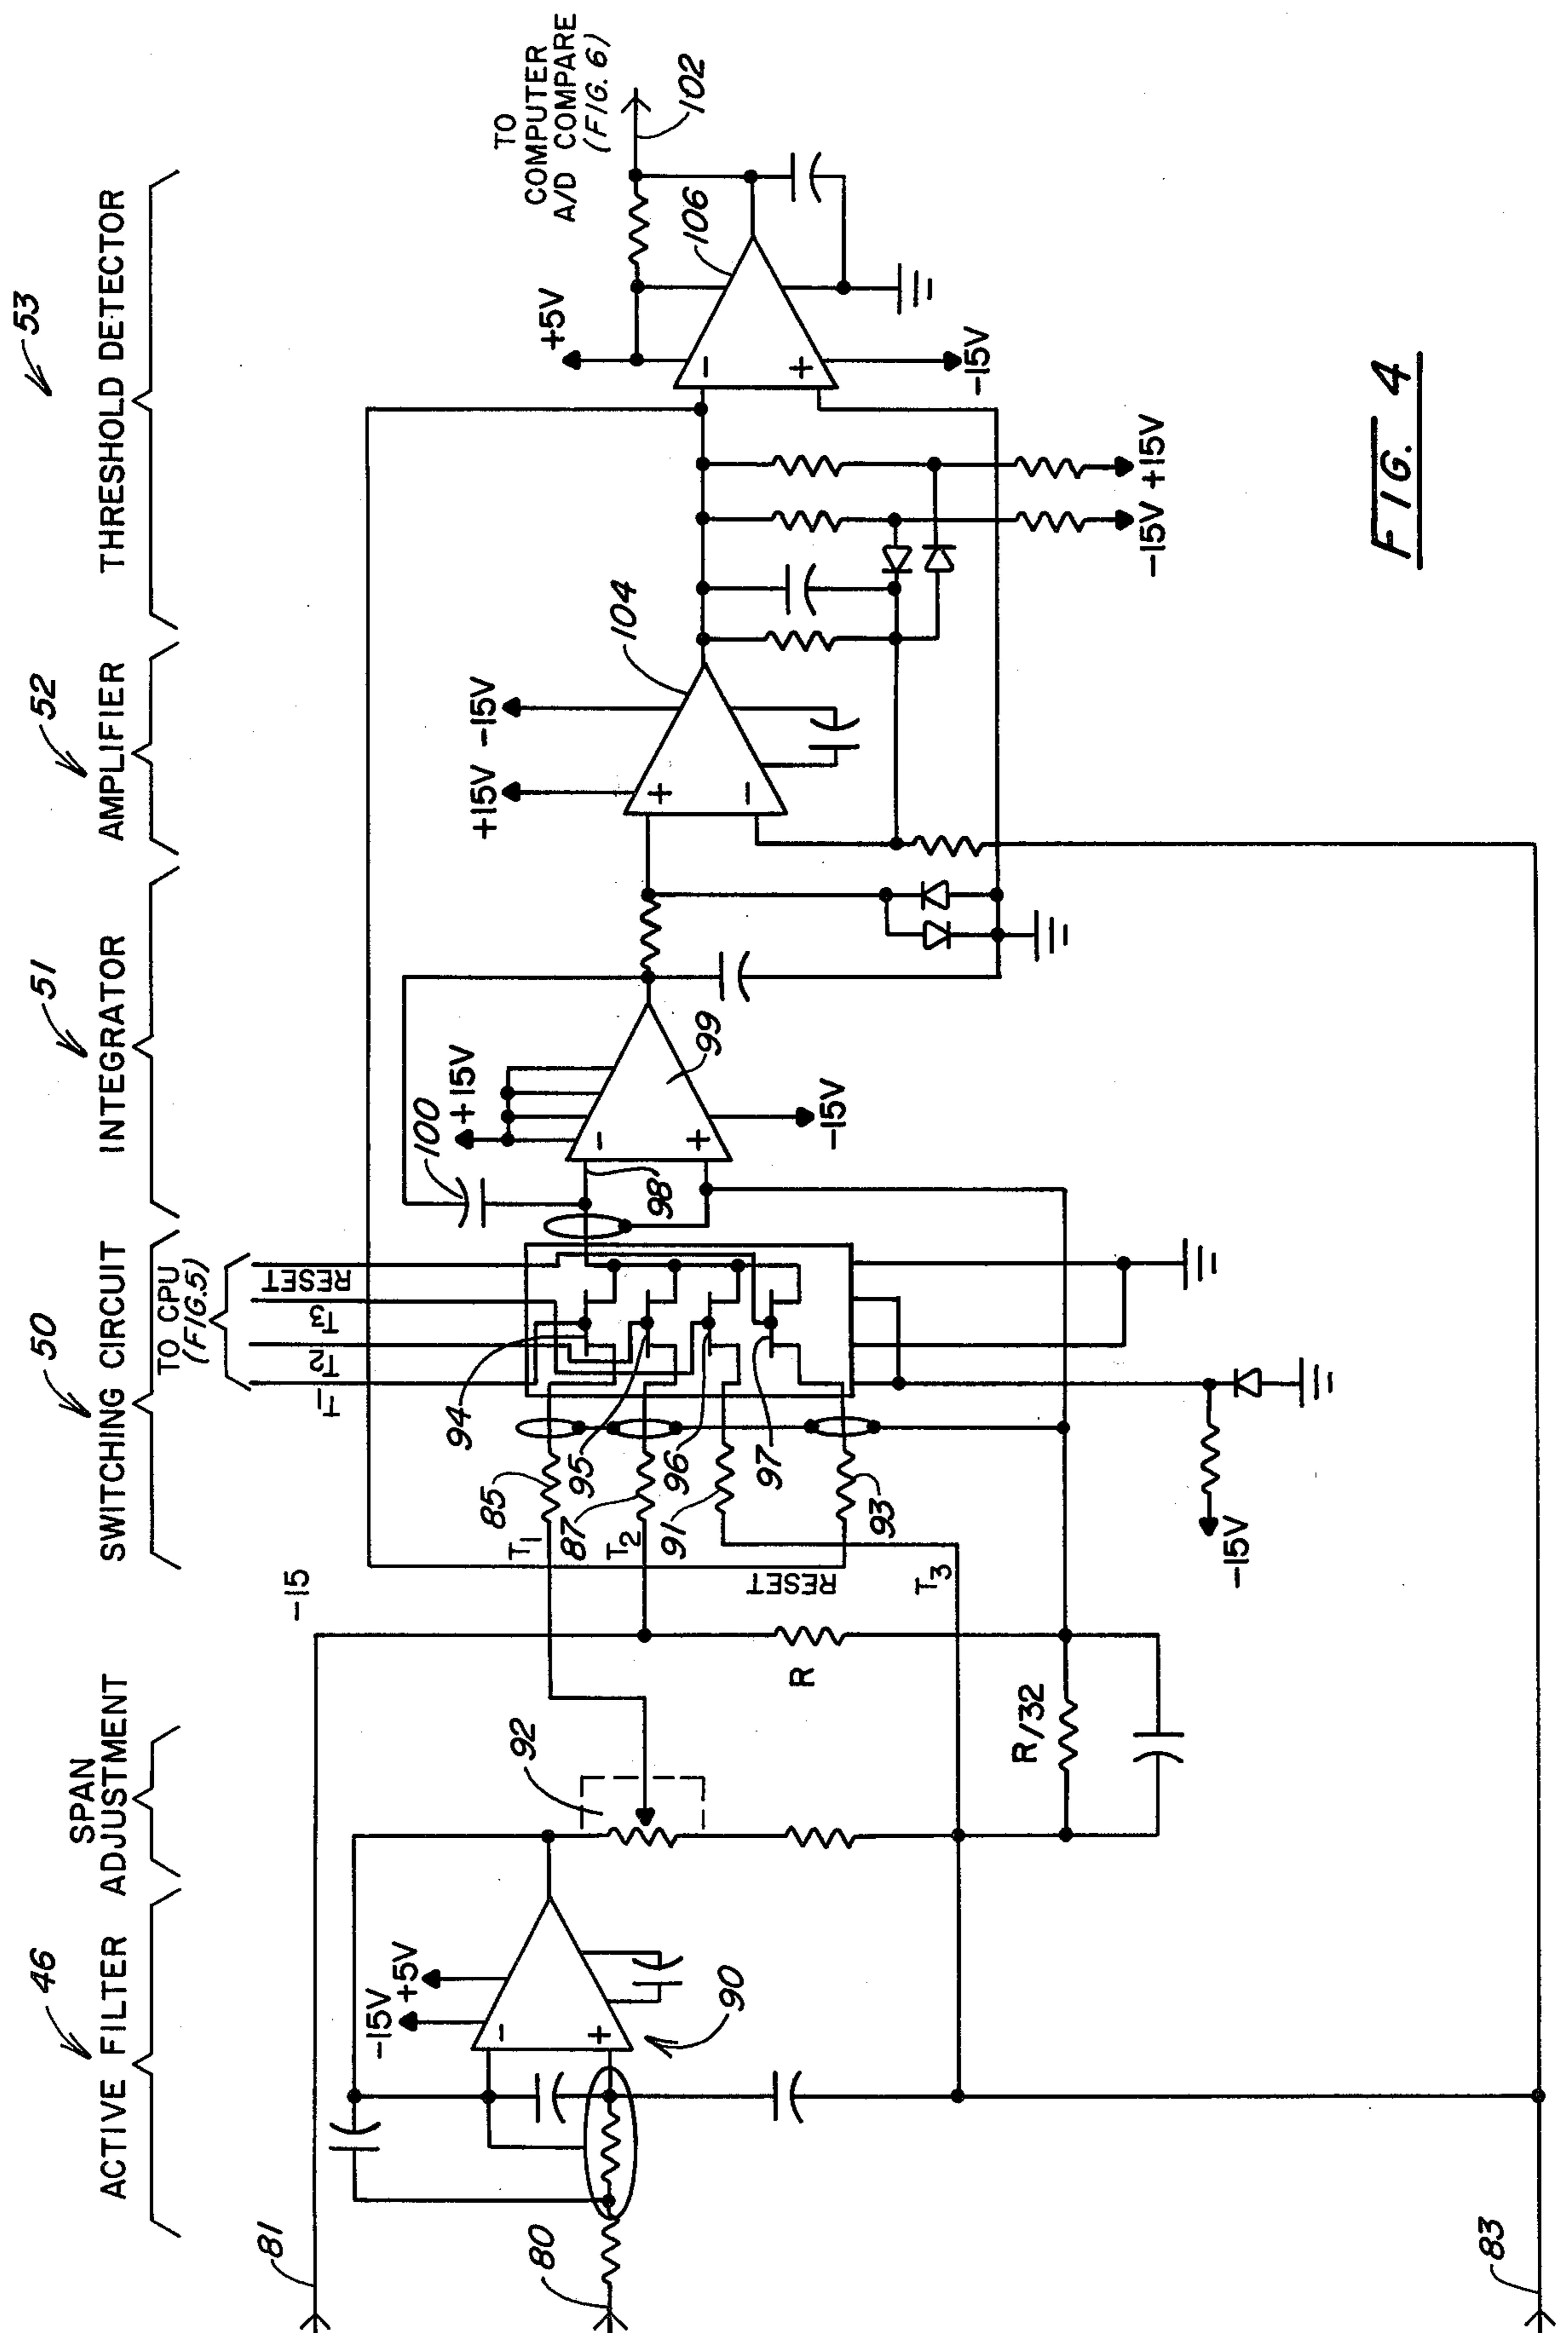 46
ACTIVE FILTER
SPAN
ADJUSTMENT
50
SWITCHING CIRCUIT
51
INTEGRATOR
52
AMPLIFIER
53
THRESHOLD DETECTOR
TO CPU
(FIG.5)
T1
T2
T3
RESET
81
-15
80
-15V
+5V
90
92
R
R/32
T1
85
T2
87
91
93
RESET
T3
94
95
96
97
-15V
98
100
+15V
99
-15V
+15V
-15V
104
-15V
+15V
+5V
106
-15V
TO
COMPUTER
A/D COMPARE
(FIG. 6)
102
83
FIG. 4
+
-
+
-
+
-
+
-